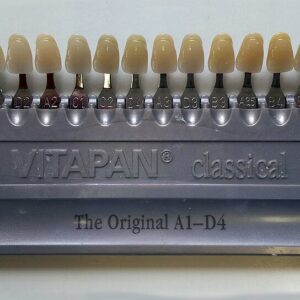 D2 A2 C1 C2 D4 A3 D3 B3 A3.5 B4
VITAPAN® classical
The Original A1–D4